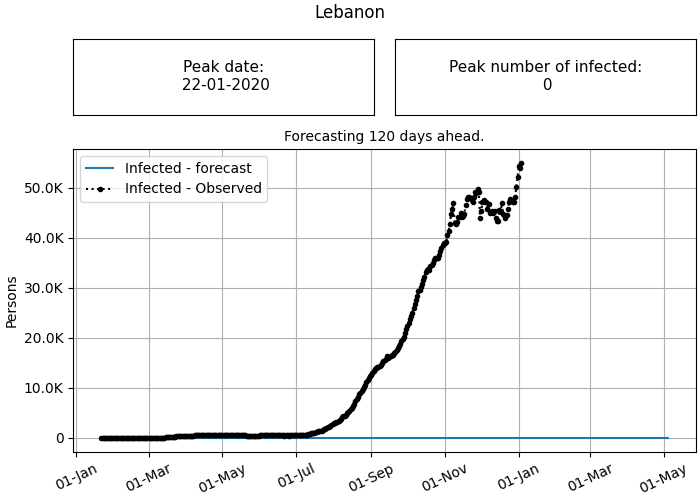 Lebanon
Peak date:
22-01-2020
Peak number of infected:
0
Forecasting 120 days ahead.
Infected - forecast
Infected - Observed
Persons
50.0K
40.0K
30.0K
20.0K
10.0K
0
01-Jan
01-Mar
01-May
01-Jul
01-Sep
01-Nov
01-Jan
01-Mar
01-May